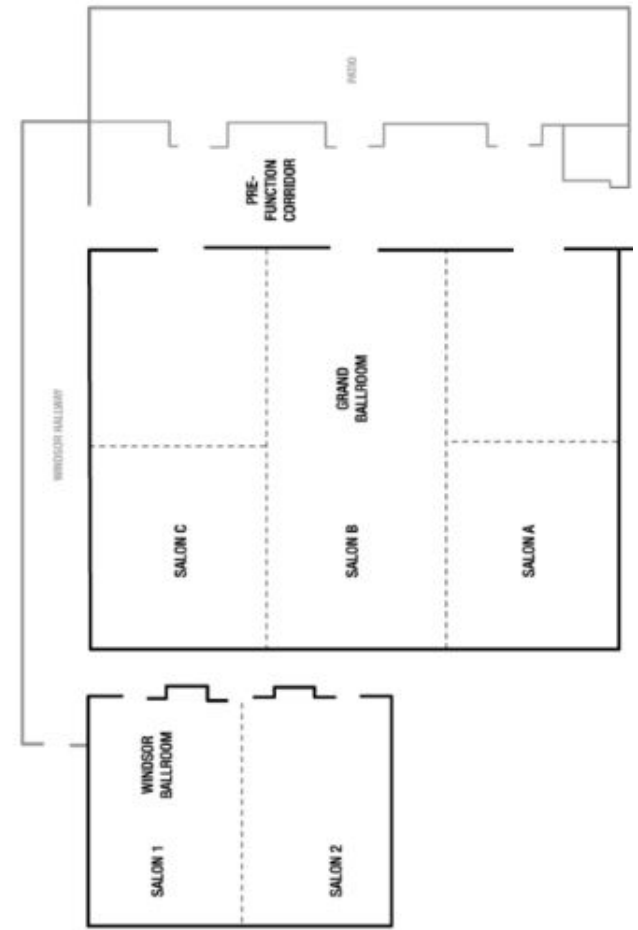 PATIO
PRE-
FUNCTION
CORRIDOR
WINDSOR HALLWAY
GRAND
BALLROOM
SALON C
SALON B
SALON A
WINDSOR
BALLROOM
SALON 1
SALON 2